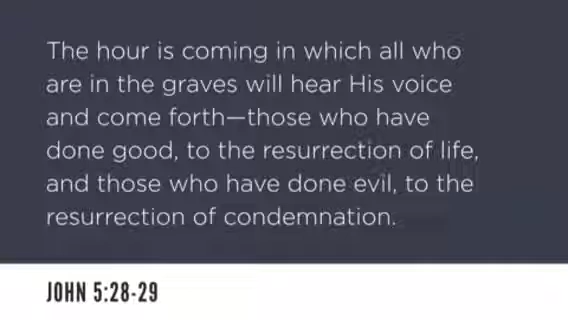 The hour is coming in which all who
are in the graves will hear His voice
and come forth—those who have
done good, to the resurrection of life,
and those who have done evil, to the
resurrection of condemnation.
JOHN 5:28-29